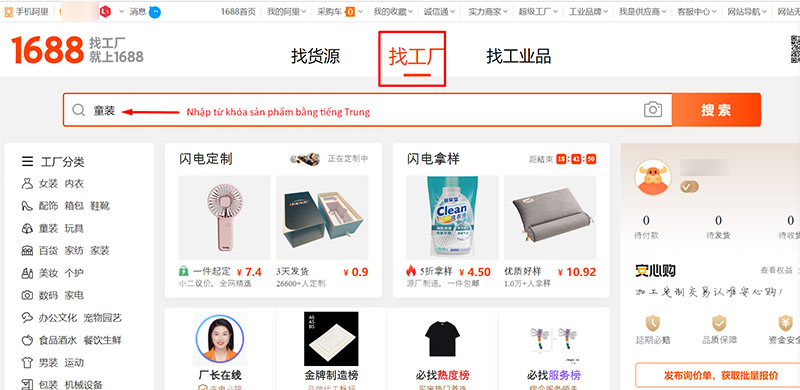 手机阿里
消息
1688首页
我的阿里
采购车 0
我的收藏
诚信通
实力商家
超级工厂
工业品牌
我是供应商
客服中心
网站导航
1688 找工厂
就上1688
找货源
找工厂
找工业品
童装
Nhập từ khóa sản phẩm bằng tiếng Trung
搜索
工厂分类
女装 内衣
配饰 箱包 鞋靴
童装 玩具
百货 家纺 家装
美妆 个护
数码 家电
办公文化 宠物园艺
食品酒水 餐饮生鲜
男装 运动
包装 机械设备
闪电定制
正在定制中
一件起定 ¥ 7.4
小二议价，全网精选
3天发货 ¥ 0.9
26600+人定制
闪电拿样
距结束 18 : 42 : 50
Clean
5折拿样 ¥ 4.50
源厂制造，一件包邮
优质好样 ¥ 10.92
1.0万+人拿样
厂长在线
金牌制造榜
A6
A5
B5
必找热度榜
必找服务榜
0
待付款
0
待发货
0
安心购
查看权益
加工定制交易认准安心购！
延期必赔
品质保障
资金安全
发布询价单，获取批量报价